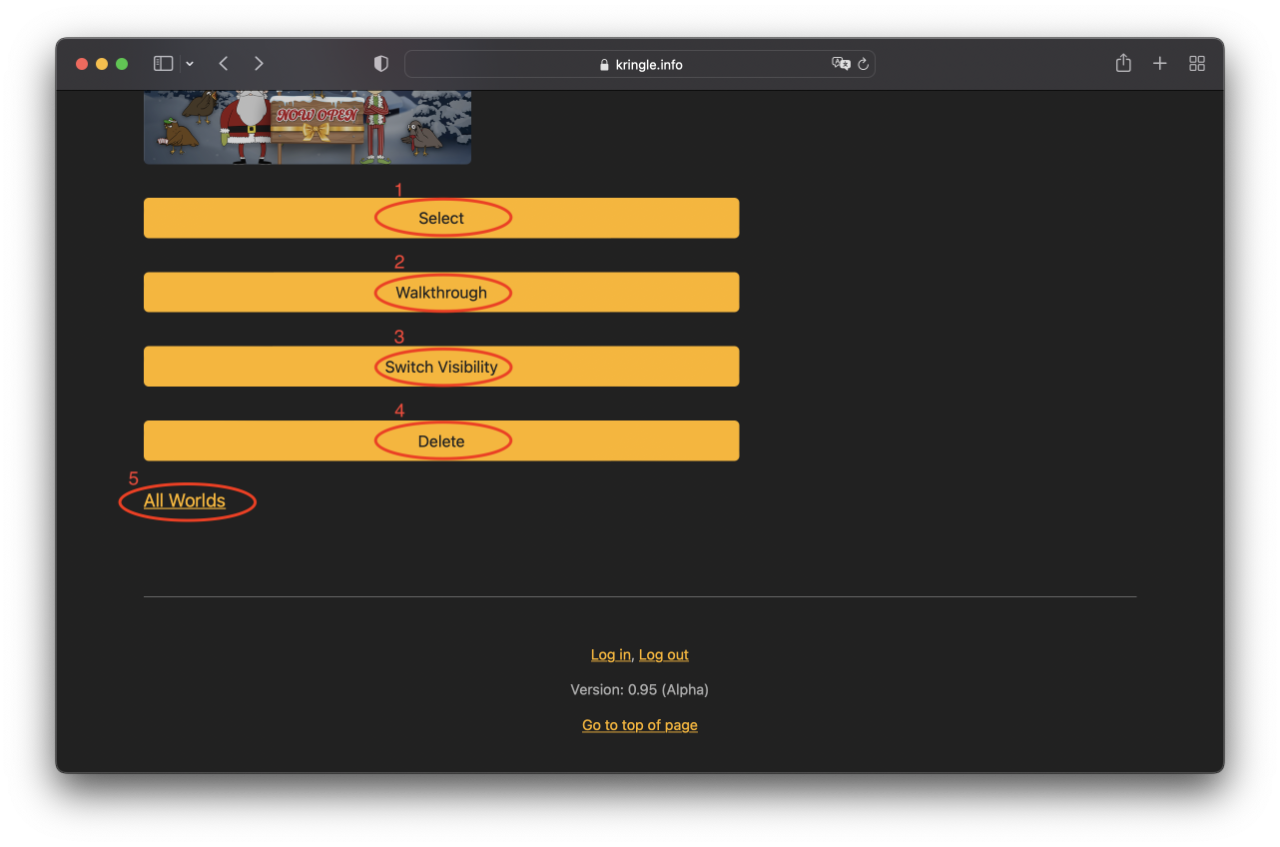 kringle.info
NOW OPEN
1
Select
2
Walkthrough
3
Switch Visibility
4
Delete
5
All Worlds
Log in, Log out
Version: 0.95 (Alpha)
Go to top of page